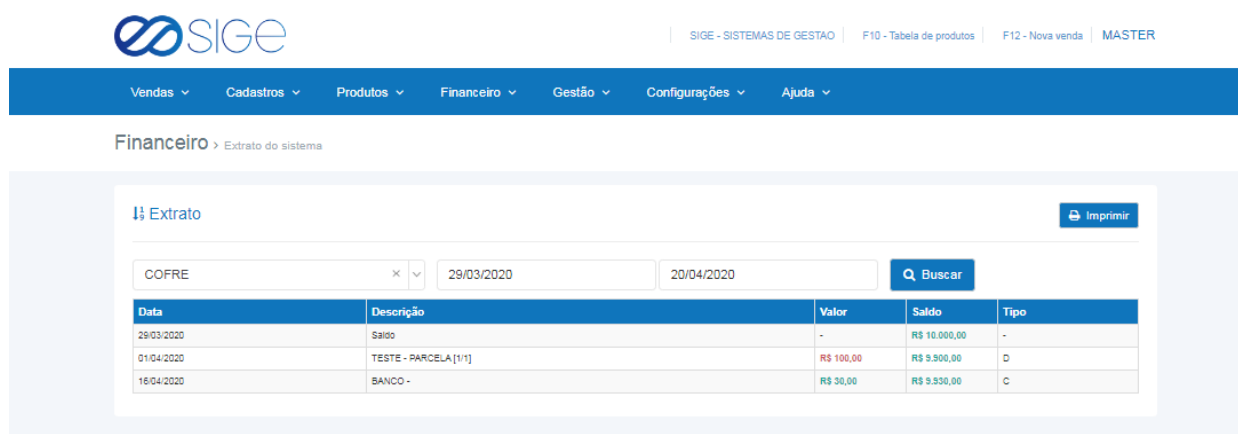 SIGE
SIGE - SISTEMAS DE GESTAO F10 - Tabela de produtos F12 - Nova venda MASTER
Vendas Cadastros Produtos Financeiro Gestão Configurações Ajuda
Financeiro › Extrato do sistema
Extrato
Imprimir
COFRE × 29/03/2020 20/04/2020 Buscar
Data Descrição Valor Saldo Tipo
29/03/2020 Saldo - R$ 10.000,00 -
01/04/2020 TESTE - PARCELA [1/1] R$ 100,00 R$ 9.900,00 D
16/04/2020 BANCO - R$ 30,00 R$ 9.930,00 C